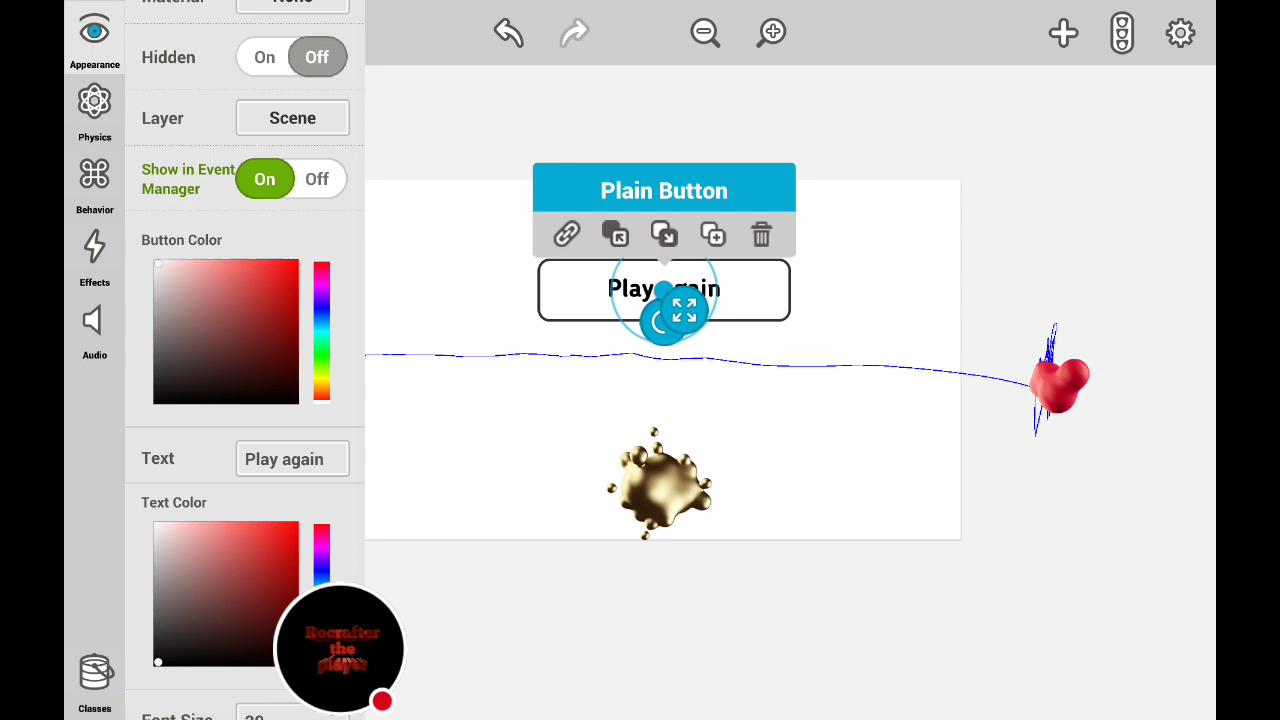 Material
None
Appearance
Hidden
On
Off
Physics
Layer
Scene
Show in Event
Manager
On
Off
Behavior
Button Color
Effects
Audio
Text
Play again
Text Color
Classes
Font Size
20
Plain Button
Play again
Rocrafter
the
player